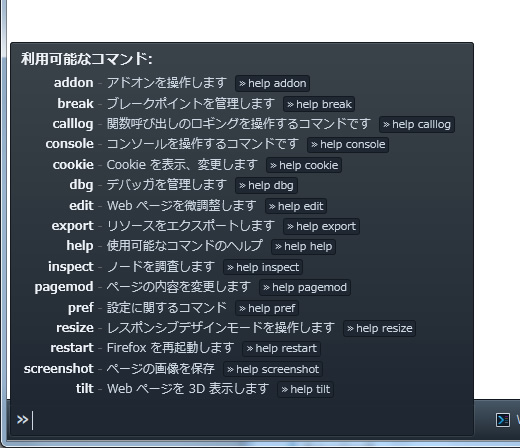 利用可能なコマンド:
addon - アドオンを操作します » help addon
break - ブレークポイントを管理します » help break
calllog - 関数呼び出しのロギングを操作するコマンドです » help calllog
console - コンソールを操作するコマンドです » help console
cookie - Cookie を表示、変更します » help cookie
dbg - デバッガを管理します » help dbg
edit - Web ページを微調整します » help edit
export - リソースをエクスポートします » help export
help - 使用可能なコマンドのヘルプ » help help
inspect - ノードを調査します » help inspect
pagemod - ページの内容を変更します » help pagemod
pref - 設定に関するコマンド » help pref
resize - レスポンシブデザインモードを操作します » help resize
restart - Firefox を再起動します » help restart
screenshot - ページの画像を保存 » help screenshot
tilt - Web ページを 3D 表示します » help tilt
»